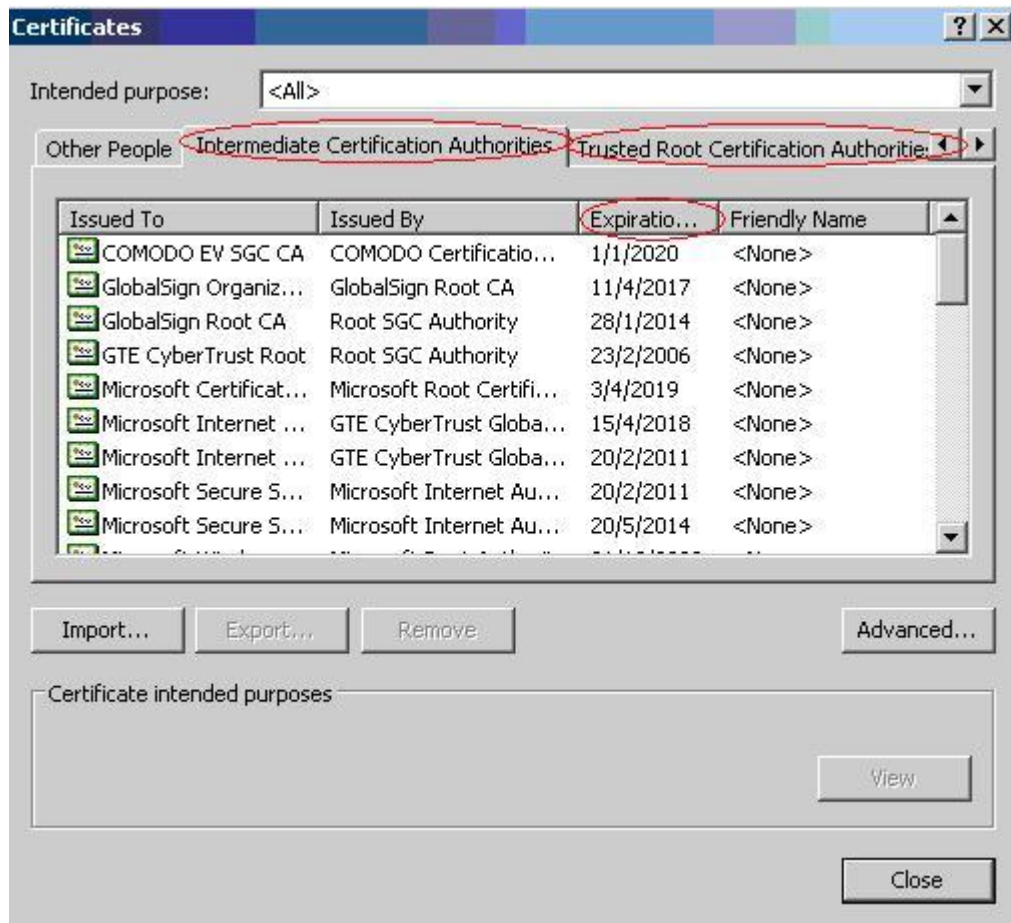 Certificates
Intended purpose: <All>
Other People Intermediate Certification Authorities Trusted Root Certification Authorities
Issued To Issued By Expiratio... Friendly Name
COMODO EV SGC CA COMODO Certificatio... 1/1/2020 <None>
GlobalSign Organiz... GlobalSign Root CA 11/4/2017 <None>
GlobalSign Root CA Root SGC Authority 28/1/2014 <None>
GTE CyberTrust Root Root SGC Authority 23/2/2006 <None>
Microsoft Certificat... Microsoft Root Certifi... 3/4/2019 <None>
Microsoft Internet ... GTE CyberTrust Globa... 15/4/2018 <None>
Microsoft Internet ... GTE CyberTrust Globa... 20/2/2011 <None>
Microsoft Secure S... Microsoft Internet Au... 20/2/2011 <None>
Microsoft Secure S... Microsoft Internet Au... 20/5/2014 <None>
Import... Export... Remove Advanced...
Certificate intended purposes
View
Close